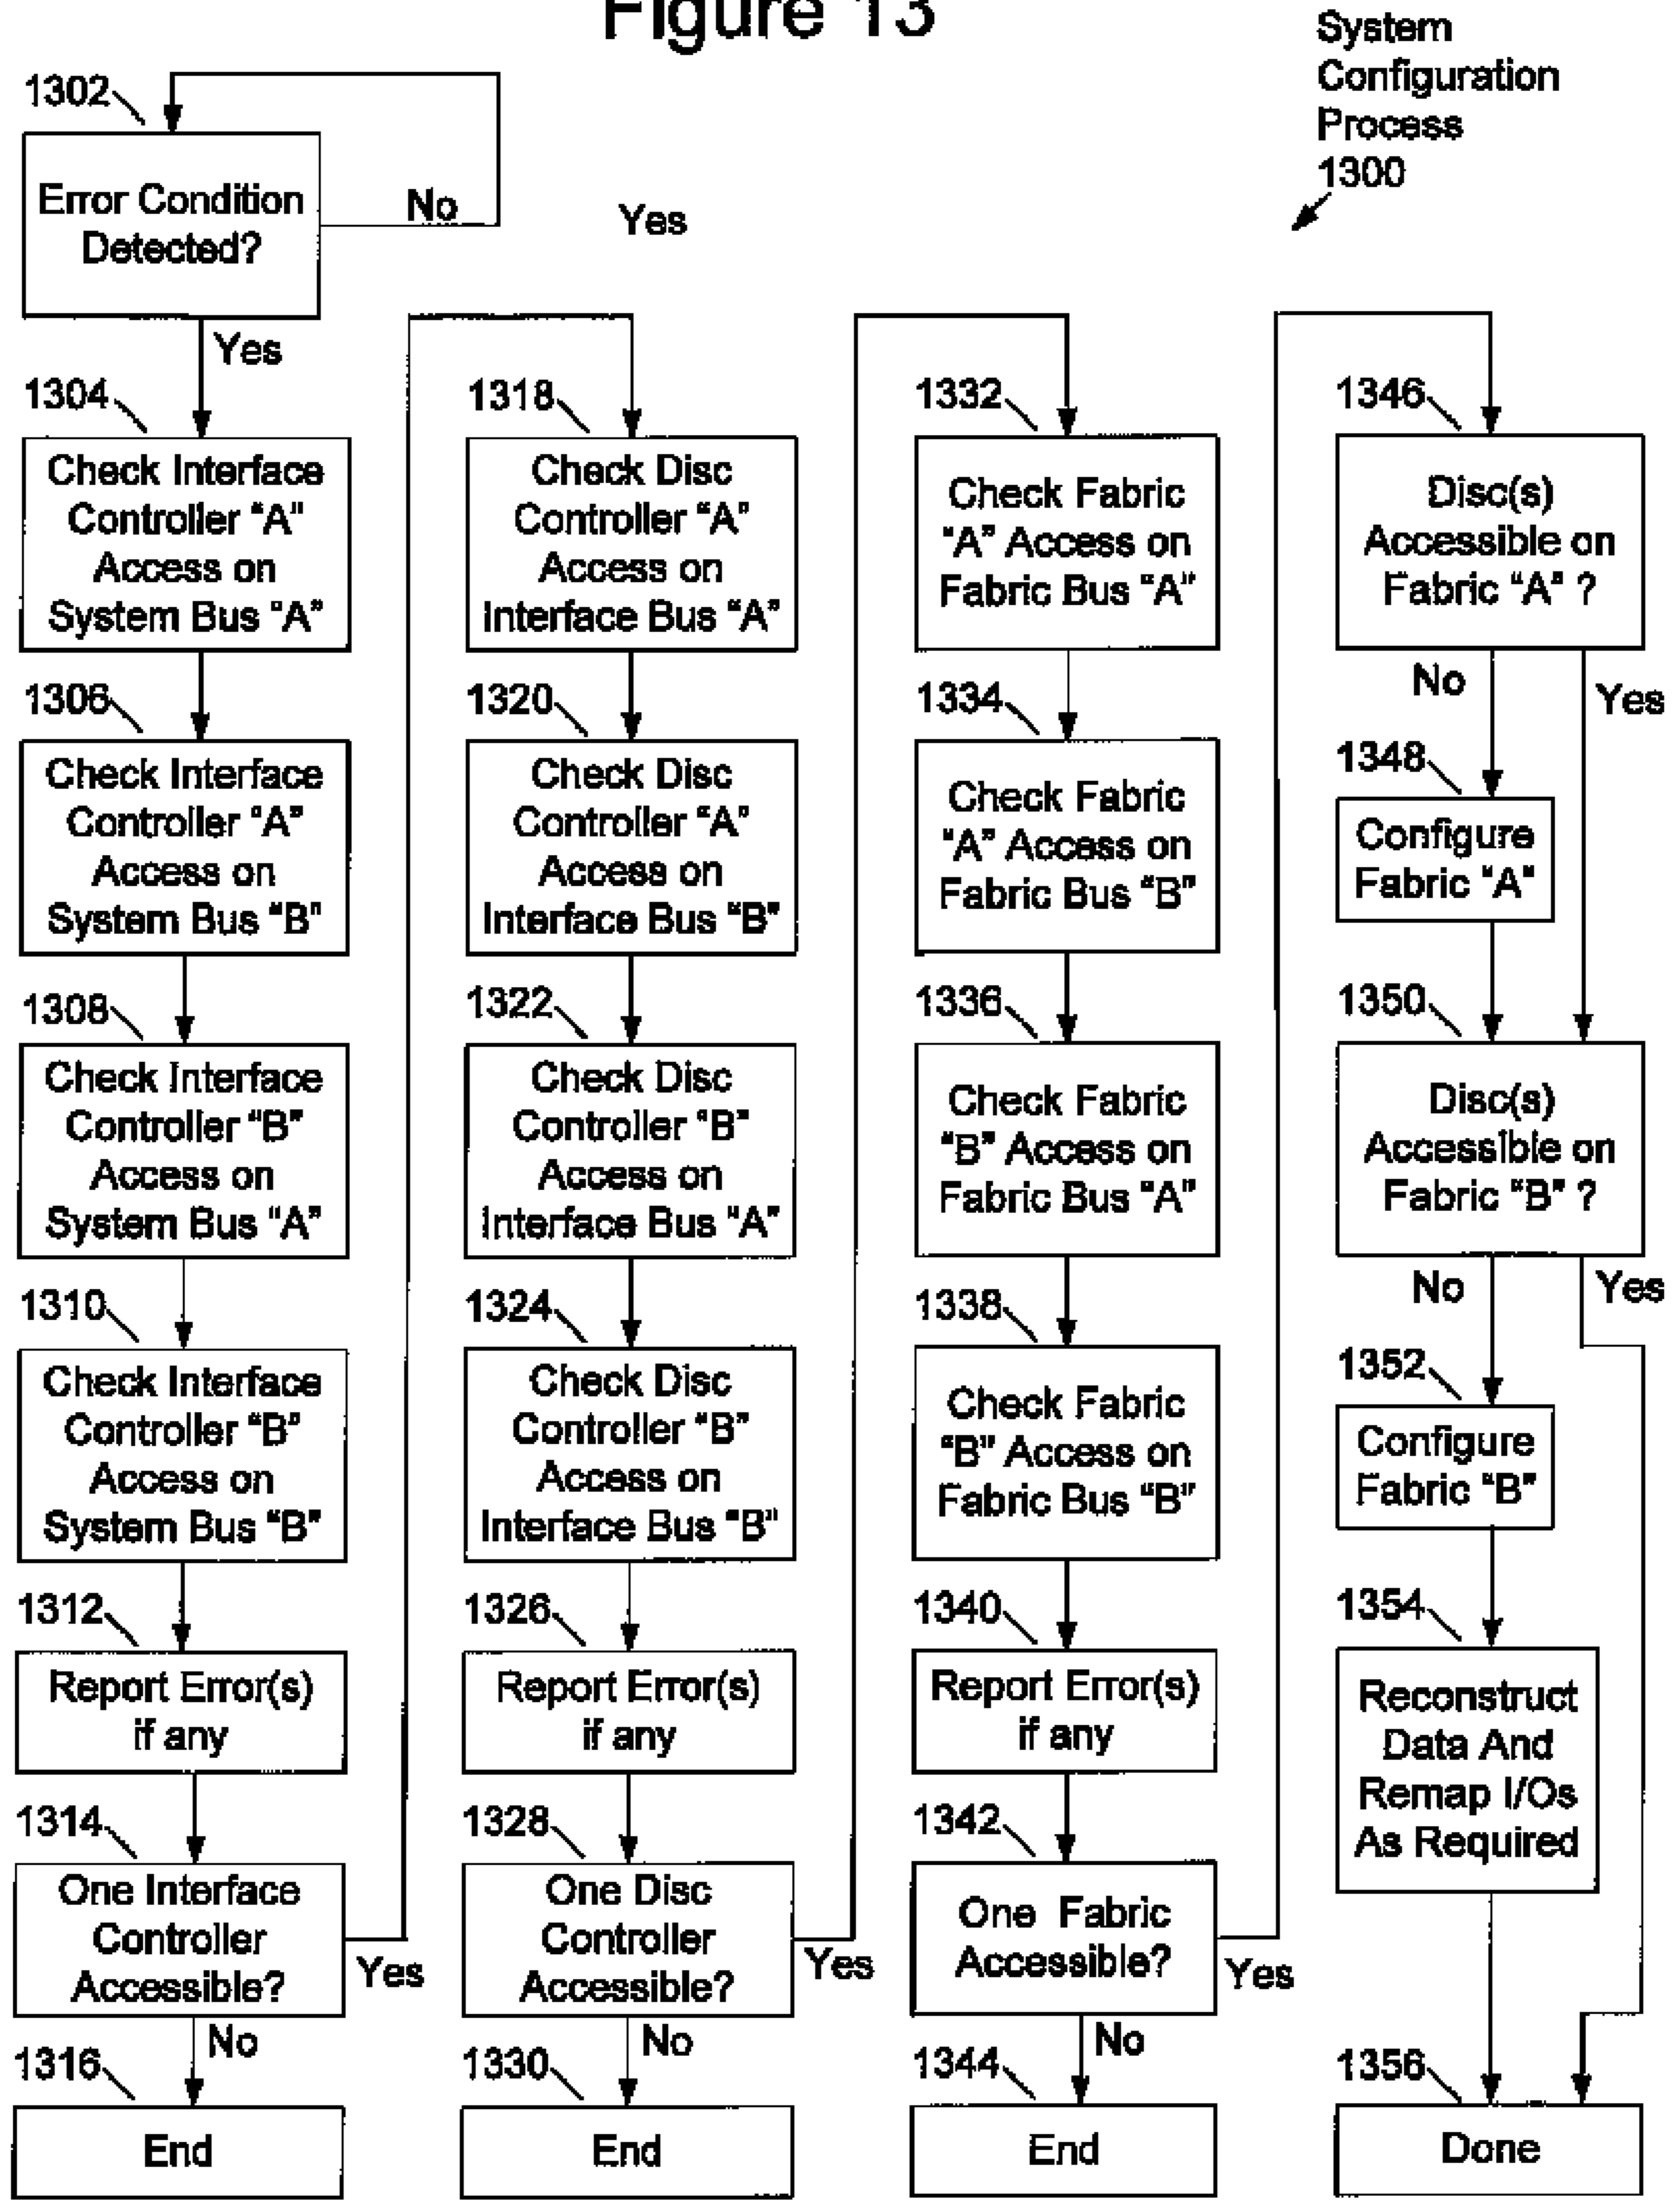 Figure 13
System
Configuration
Process
1300
1302
Error Condition
Detected?
No
Yes
Yes
1304
Check Interface
Controller "A"
Access on
System Bus "A"
1306
Check Interface
Controller "A"
Access on
System Bus "B"
1308
Check Interface
Controller "B"
Access on
System Bus "A"
1310
Check Interface
Controller "B"
Access on
System Bus "B"
1312
Report Error(s)
if any
1314
One Interface
Controller
Accessible?
Yes
No
1316
End
1318
Check Disc
Controller "A"
Access on
Interface Bus "A"
1320
Check Disc
Controller "A"
Access on
Interface Bus "B"
1322
Check Disc
Controller "B"
Access on
Interface Bus "A"
1324
Check Disc
Controller "B"
Access on
Interface Bus "B"
1326
Report Error(s)
if any
1328
One Disc
Controller
Accessible?
Yes
No
1330
End
1332
Check Fabric
"A" Access on
Fabric Bus "A"
1334
Check Fabric
"A" Access on
Fabric Bus "B"
1336
Check Fabric
"B" Access on
Fabric Bus "A"
1338
Check Fabric
"B" Access on
Fabric Bus "B"
1340
Report Error(s)
if any
1342
One Fabric
Accessible?
Yes
No
1344
End
1346
Disc(s)
Accessible on
Fabric "A" ?
No
Yes
1348
Configure
Fabric "A"
1350
Disc(s)
Accessible on
Fabric "B" ?
No
Yes
1352
Configure
Fabric "B"
1354
Reconstruct
Data And
Remap I/Os
As Required
1356
Done